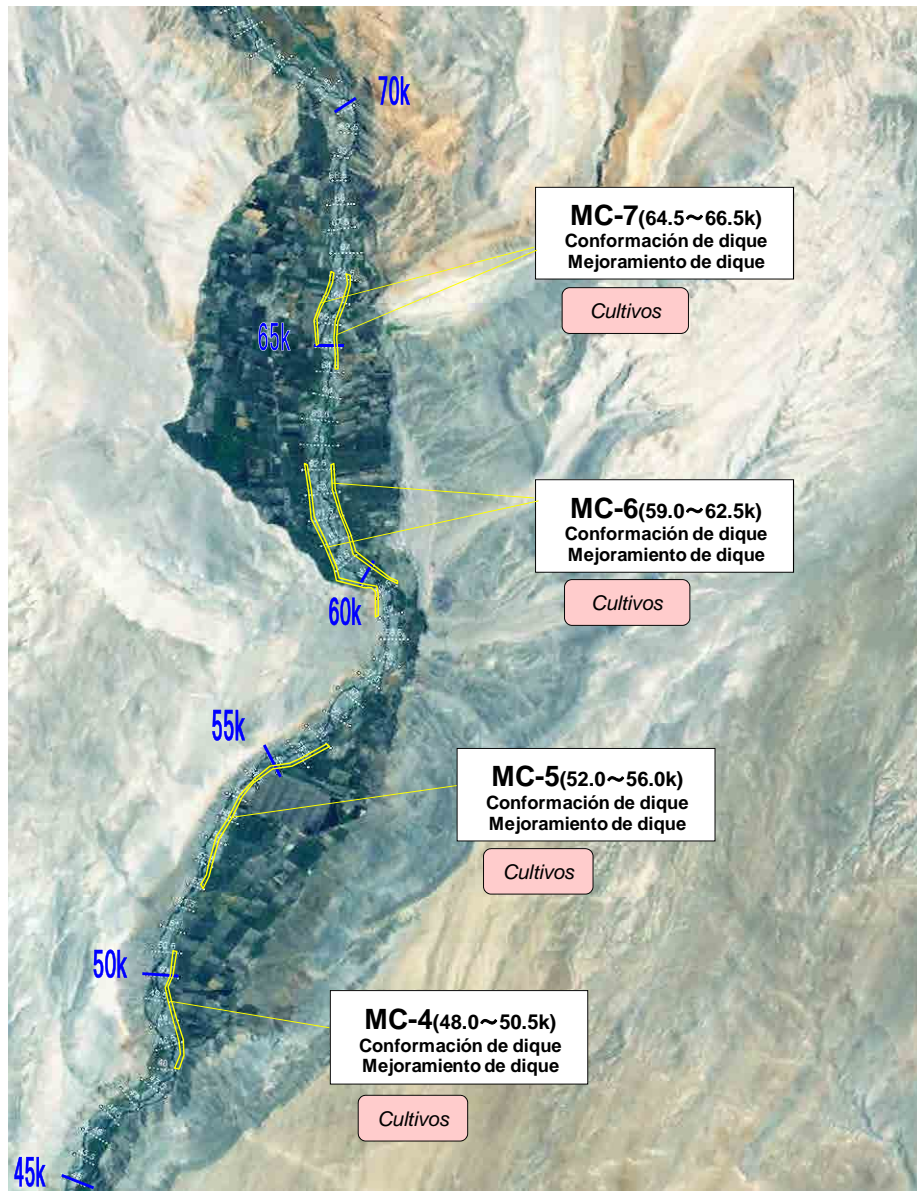 70k
MC-7(64.5～66.5k)
Conformación de dique
Mejoramiento de dique
Cultivos
65k
MC-6(59.0～62.5k)
Conformación de dique
Mejoramiento de dique
Cultivos
60k
55k
MC-5(52.0～56.0k)
Conformación de dique
Mejoramiento de dique
Cultivos
50k
MC-4(48.0～50.5k)
Conformación de dique
Mejoramiento de dique
Cultivos
45k